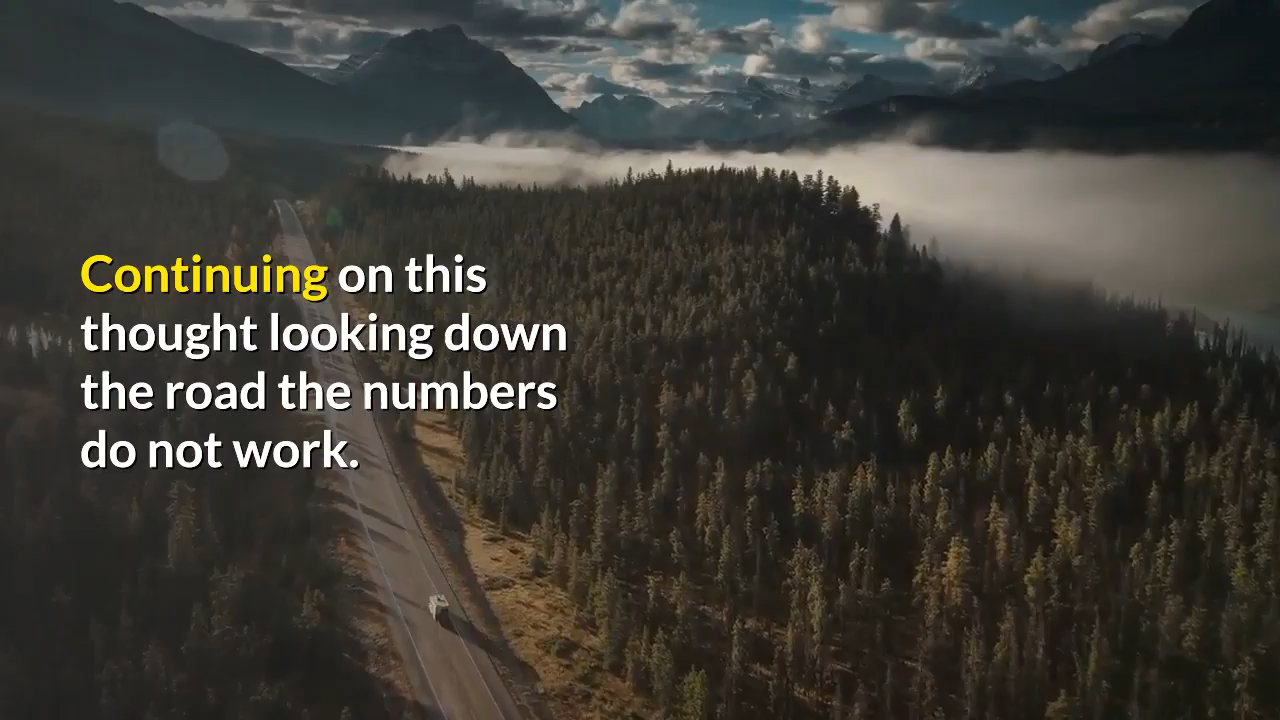 Continuing on this
thought looking down
the road the numbers
do not work.